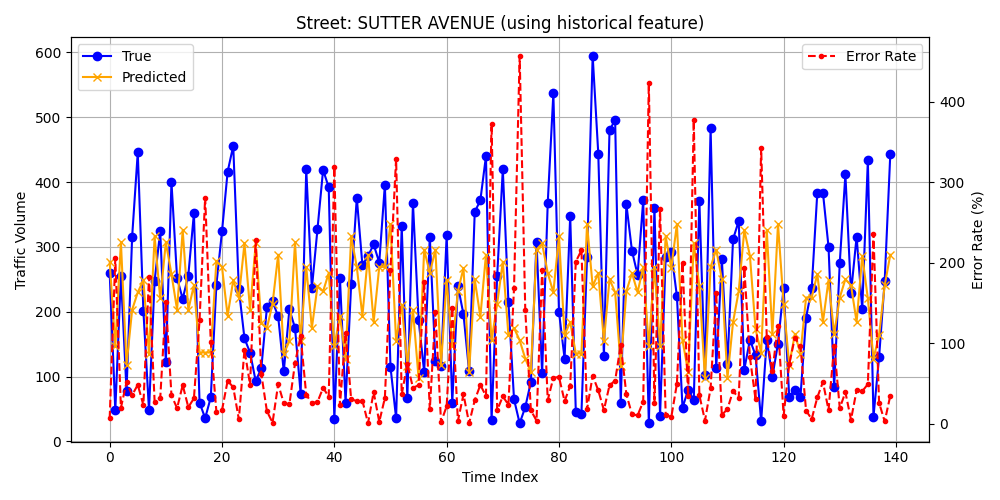 Street: SUTTER AVENUE (using historical feature)
True
Predicted
Error Rate
Traffic Volume
600
500
400
300
200
100
0
400
300
200
100
0
Error Rate (%)
0 20 40 60 80 100 120 140
Time Index